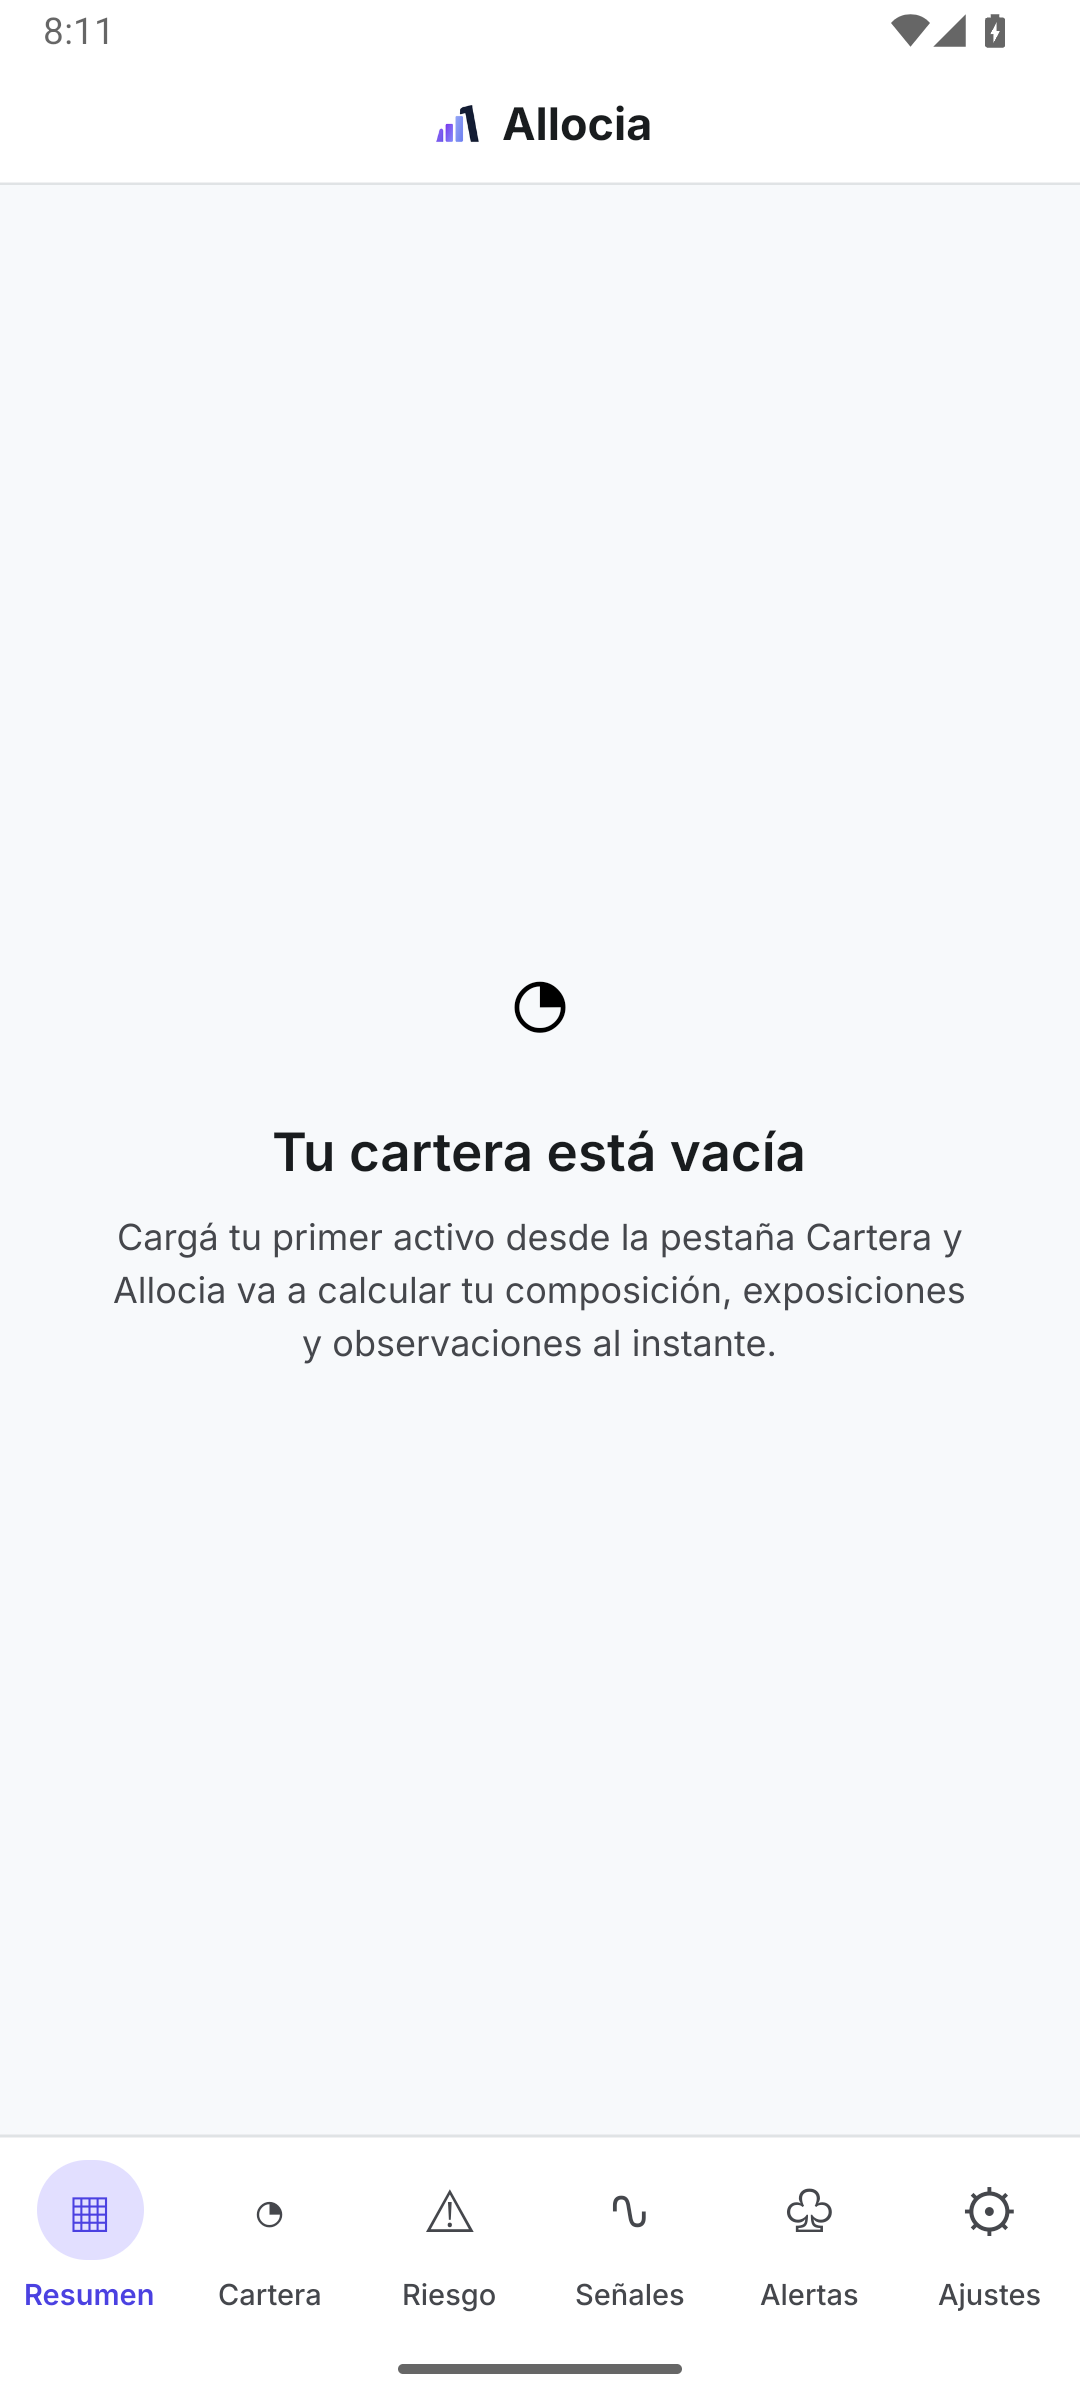 8:11
Allocia
Tu cartera está vacía
Cargá tu primer activo desde la pestaña Cartera y
Allocia va a calcular tu composición, exposiciones
y observaciones al instante.
Resumen
Cartera
Riesgo
Señales
Alertas
Ajustes